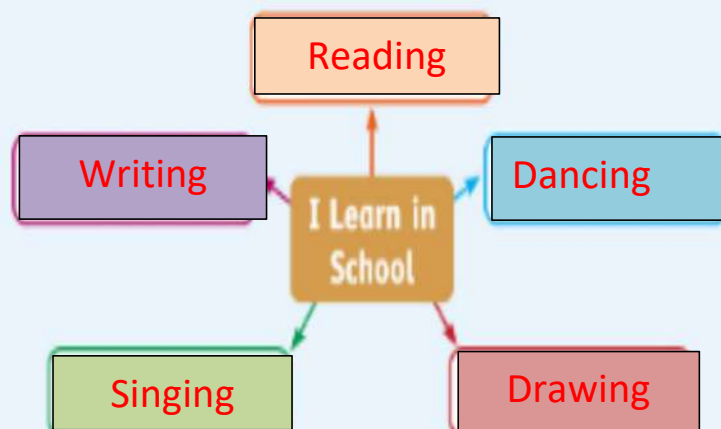 Reading
Writing
Dancing
I Learn in
School
Singing
Drawing